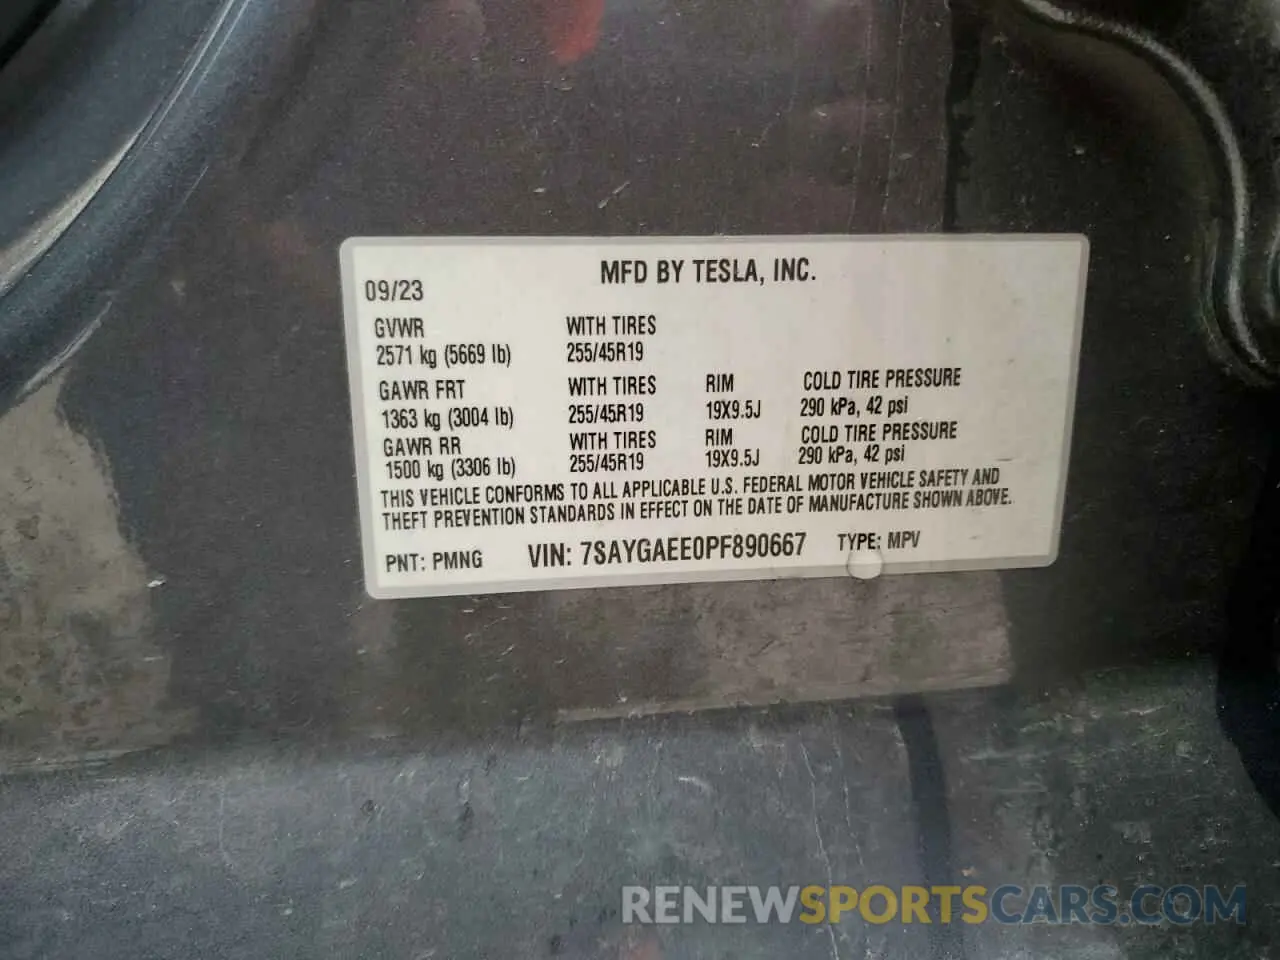 MFD BY TESLA, INC.
09/23
GVWR WITH TIRES
2571 kg (5669 lb) 255/45R19
GAWR FRT WITH TIRES RIM COLD TIRE PRESSURE
1363 kg (3004 lb) 255/45R19 19X9.5J 290 kPa, 42 psi
GAWR RR WITH TIRES RIM COLD TIRE PRESSURE
1500 kg (3306 lb) 255/45R19 19X9.5J 290 kPa, 42 psi
THIS VEHICLE CONFORMS TO ALL APPLICABLE U.S. FEDERAL MOTOR VEHICLE SAFETY AND
THEFT PREVENTION STANDARDS IN EFFECT ON THE DATE OF MANUFACTURE SHOWN ABOVE.
PNT: PMNG VIN: 7SAYGAEE0PF890667 TYPE: MPV
RENEWSPORTSCARS.COM